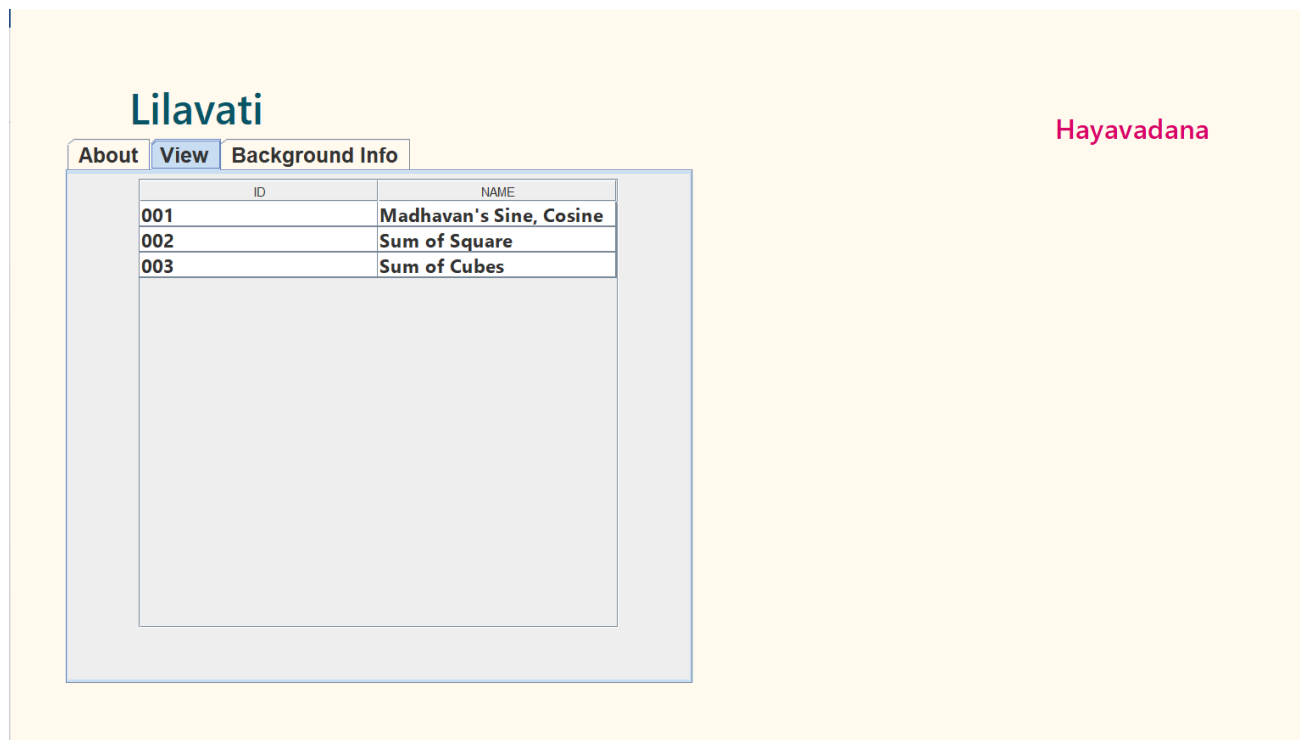 Lilavati
Hayavadana
About View Background Info
ID NAME
001 Madhavan's Sine, Cosine
002 Sum of Square
003 Sum of Cubes